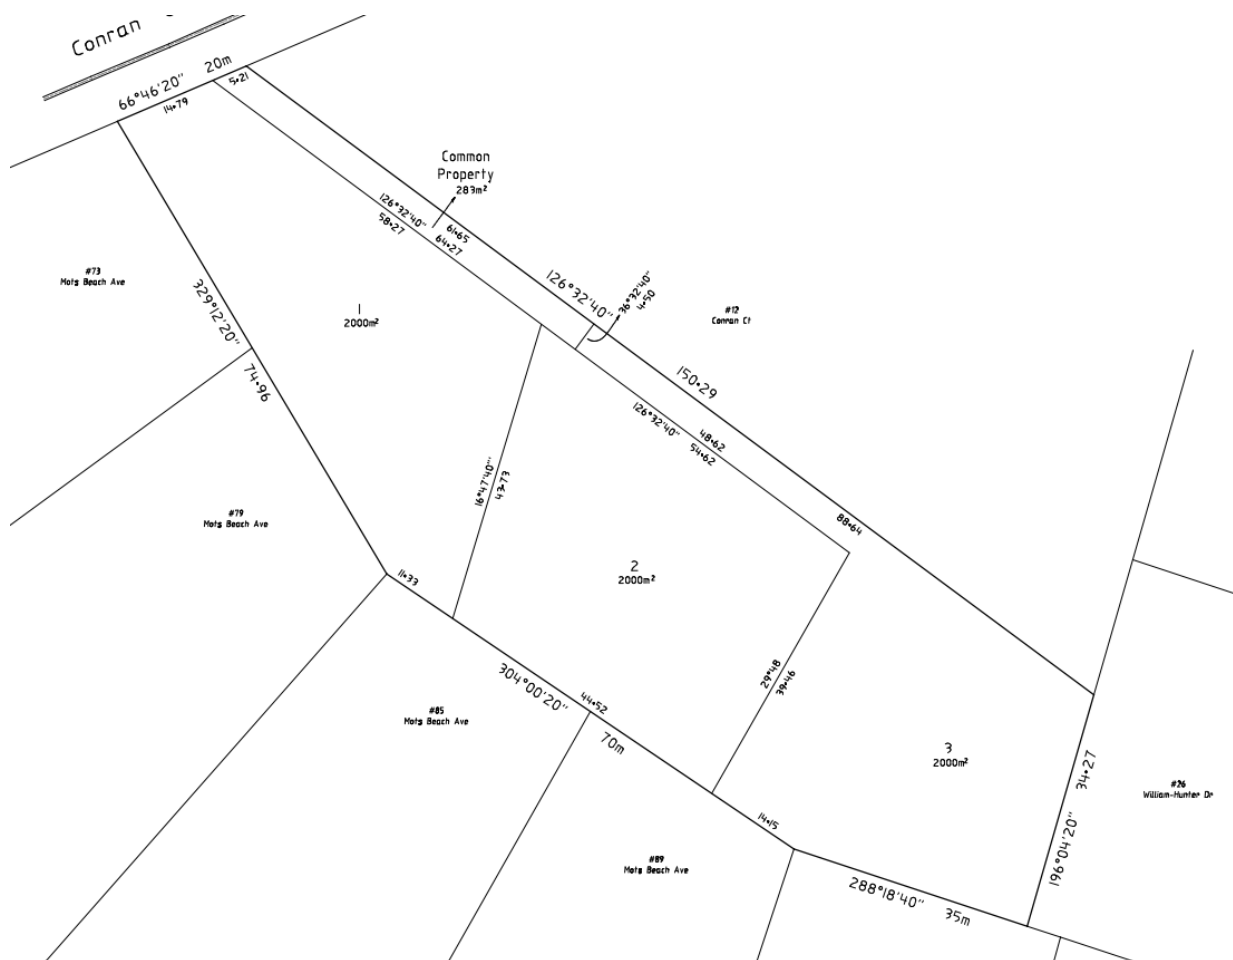 Conran
66°46'20" 20m
14•79
5•21
Common
Property
283m²
126°32'40"
58•27
64•27
61•65
126°32'40"
36°32'40"
4•50
#12
Conran Ct
#73
Mots Beach Ave
329°12'20"
74•96
1
2000m²
150•29
126°32'40"
48•62
54•62
16°47'40"
43•73
88•64
#79
Mots Beach Ave
11•33
2
2000m²
29°48
39•46
304°00'20"
44•52
70m
#85
Mots Beach Ave
3
2000m²
34•27
196°04'20"
#26
William-Hunter Dr
14•15
#89
Mots Beach Ave
288°18'40" 35m